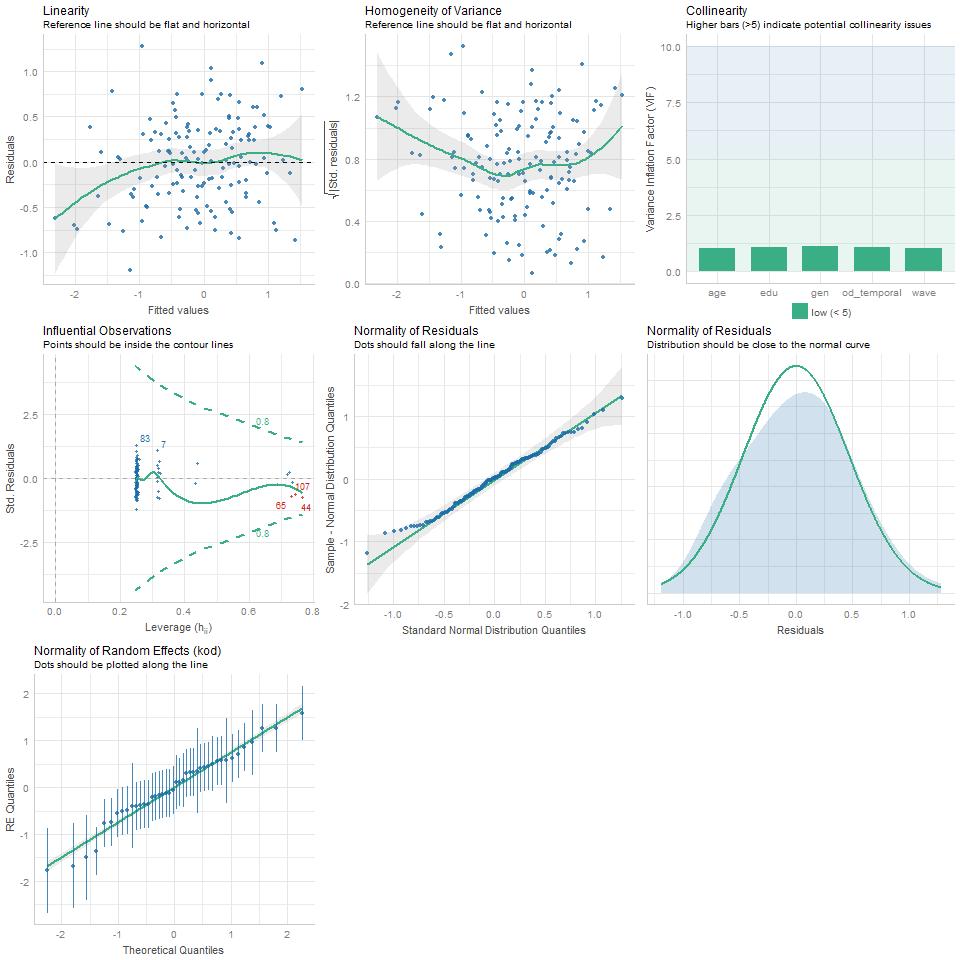 Linearity
Reference line should be flat and horizontal
Residuals
1.0
0.5
0.0
-0.5
-1.0
-2
-1
0
1
Fitted values
Homogeneity of Variance
Reference line should be flat and horizontal
√|Std. residuals|
1.2
0.8
0.4
0.0
-2
-1
0
1
Fitted values
Collinearity
Higher bars (>5) indicate potential collinearity issues
Variance Inflation Factor (VIF)
10.0
7.5
5.0
2.5
0.0
age edu gen od_temporal wave
low (< 5)
Influential Observations
Points should be inside the contour lines
Std. Residuals
2.5
0.0
-2.5
0.8
83
7
107
65
44
0.8
0.0 0.2 0.4 0.6 0.8
Leverage (hii)
Normality of Residuals
Dots should fall along the line
Sample - Normal Distribution Quantiles
1
0
-1
-2
-1.0 -0.5 0.0 0.5 1.0
Standard Normal Distribution Quantiles
Normality of Residuals
Distribution should be close to the normal curve
-1.0 -0.5 0.0 0.5 1.0
Residuals
Normality of Random Effects (kod)
Dots should be plotted along the line
RE Quantiles
2
1
0
-1
-2
-2 -1 0 1 2
Theoretical Quantiles